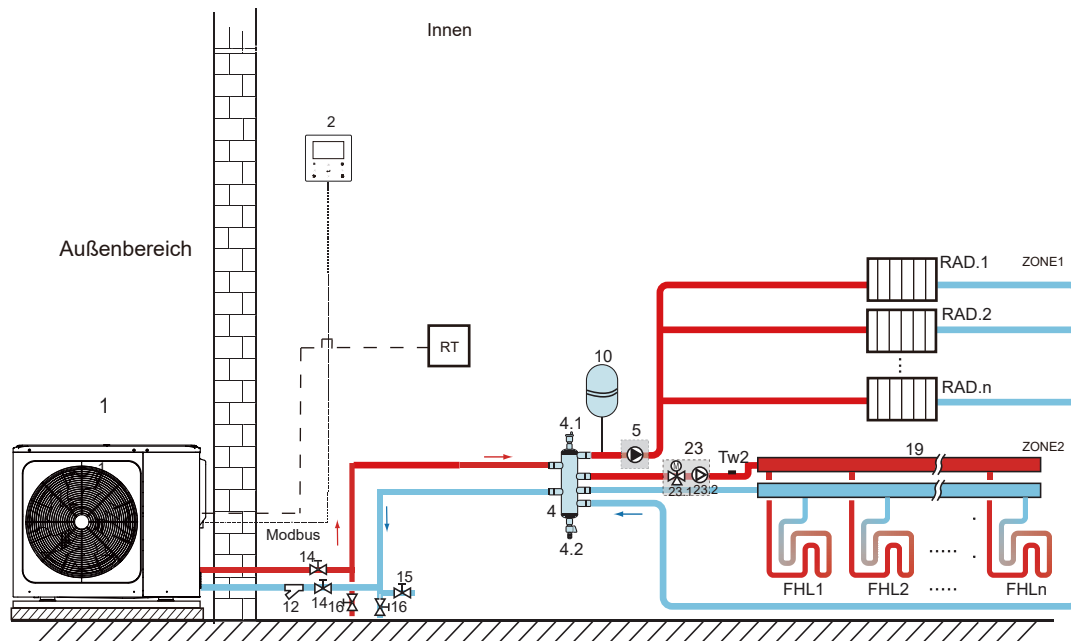 Innen
2
Außenbereich
RAD.1
ZONE1
RAD.2
RT
10
RAD.n
1
4.1
5
23
Tw2
19
ZONE2
1
M
23.1
23.2
4
4.2
Modbus
14
15
12
14
16
16
FHL1
FHL2
FHLn